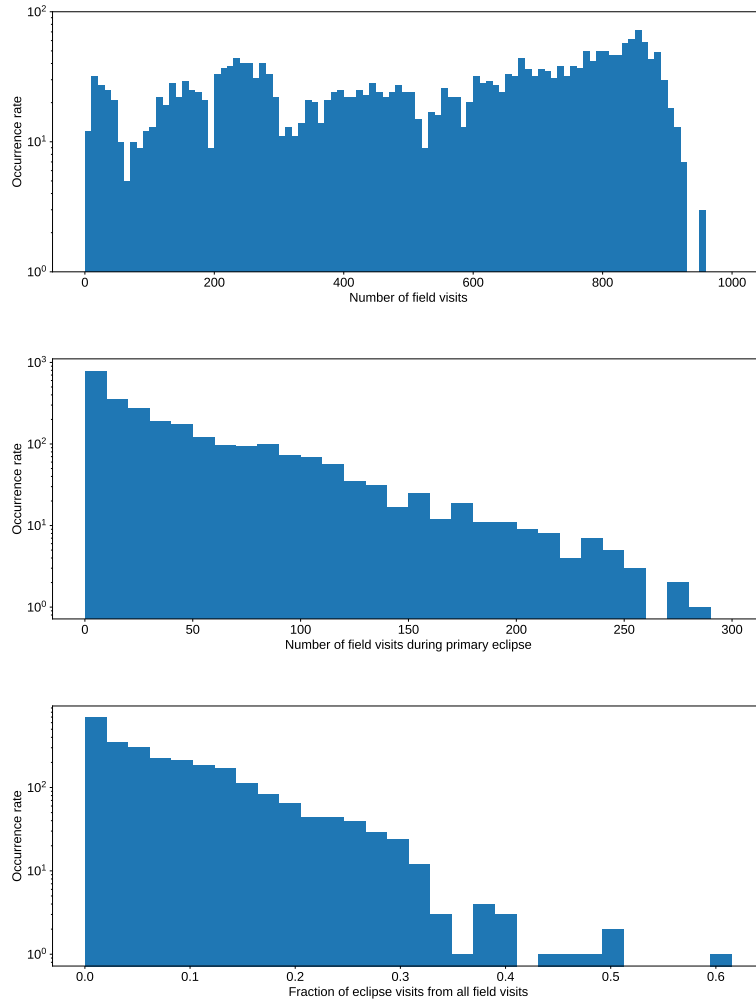 10²
10¹
10⁰
Occurrence rate
0 200 400 600 800 1000
Number of field visits
10³
10²
10¹
10⁰
Occurrence rate
0 50 100 150 200 250 300
Number of field visits during primary eclipse
10²
10¹
10⁰
Occurrence rate
0.0 0.1 0.2 0.3 0.4 0.5 0.6
Fraction of eclipse visits from all field visits